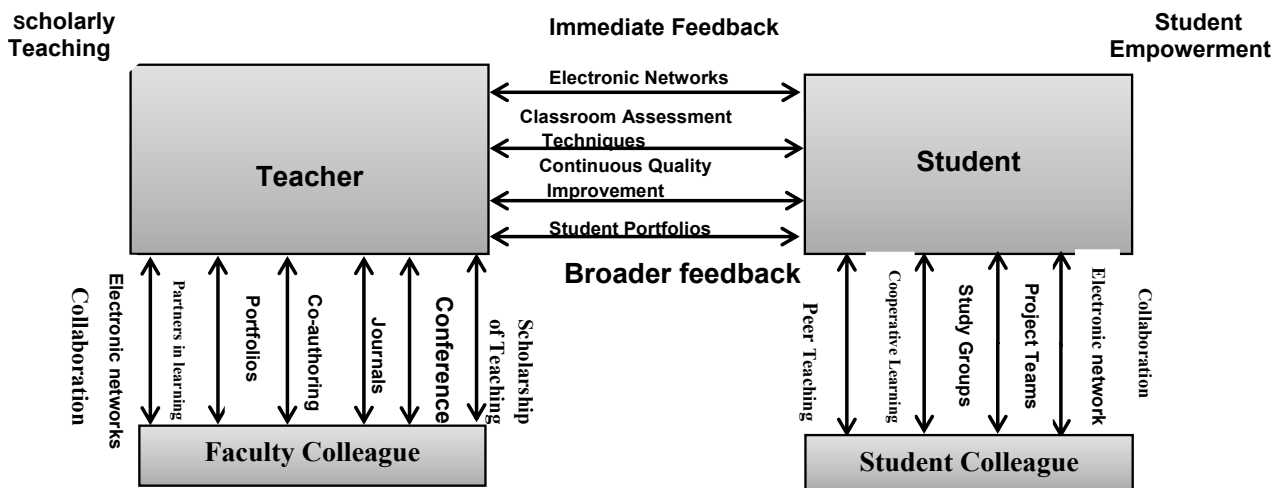 scholarly
Teaching
Immediate Feedback
Student
Empowerment
Electronic Networks
Classroom Assessment
Techniques
Continuous Quality
Improvement
Student Portfolios
Teacher
Student
Broader feedback
Collaboration
Electronic networks
Partners in learning
Portfolios
Co-authoring
Journals
Conference
Scholarship
of Teaching
Peer Teaching
Cooperative Learning
Study Groups
Project Teams
Electronic network
Collaboration
Faculty Colleague
Student Colleague